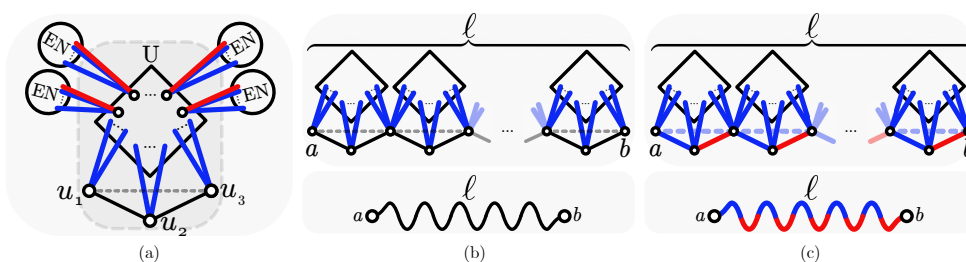 EN
EN
U
EN
EN
...
...
u₁
u₂
u₃
(a)
ℓ
...
a
b
ℓ
a
b
(b)
ℓ
...
a
b
ℓ
a
b
(c)